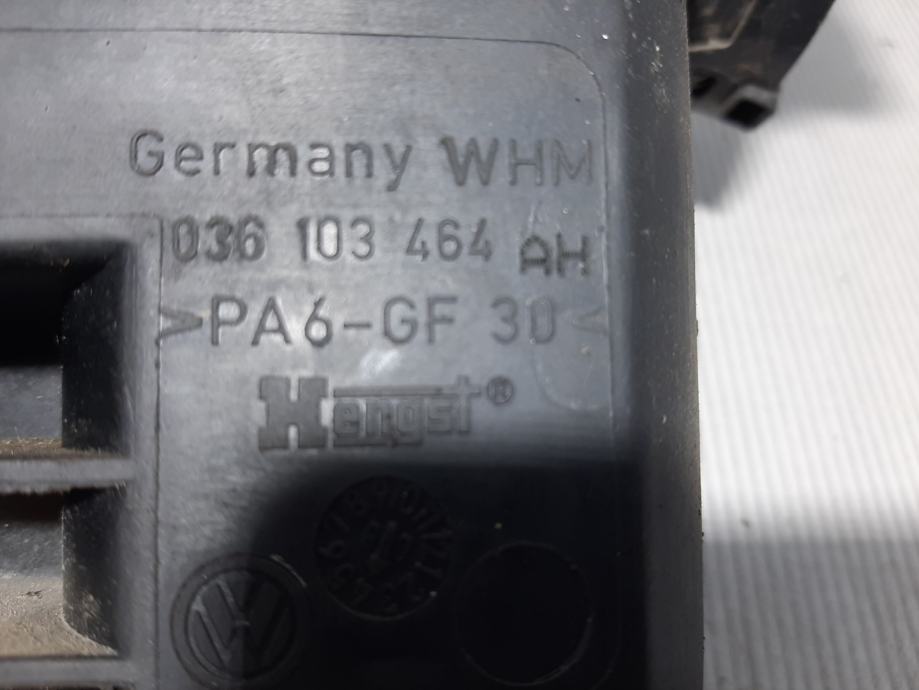 Germany WHM
036 103 464 AH
>PA6-GF 30<
Hengst®